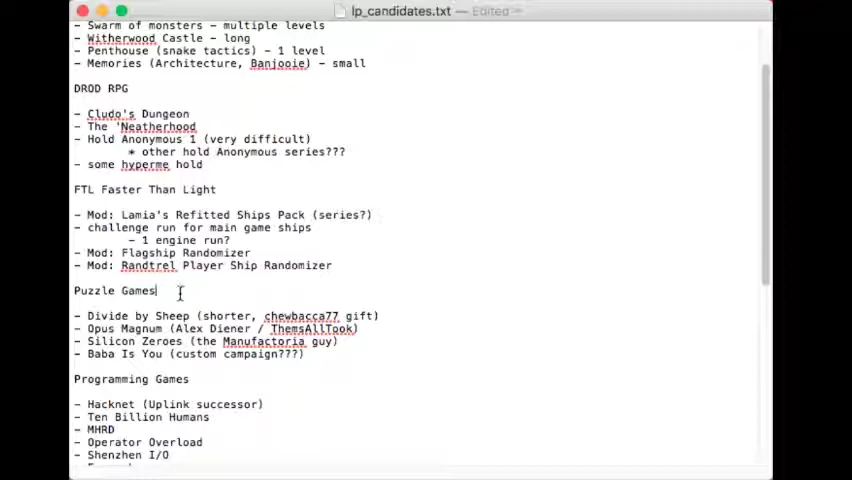 lp_candidates.txt — Edited
- Swarm of monsters - multiple levels
- Witherwood Castle - long
- Penthouse (snake tactics) - 1 level
- Memories (Architecture, Banjooie) - small
DROD RPG
- Cludo's Dungeon
- The 'Neatherhood
- Hold Anonymous 1 (very difficult)
* other hold Anonymous series???
- some hyperme hold
FTL Faster Than Light
- Mod: Lamia's Refitted Ships Pack (series?)
- challenge run for main game ships
- 1 engine run?
- Mod: Flagship Randomizer
- Mod: Randtrel Player Ship Randomizer
Puzzle Games
- Divide by Sheep (shorter, chewbacca77 gift)
- Opus Magnum (Alex Diener / ThemsAllTook)
- Silicon Zeroes (the Manufactoria guy)
- Baba Is You (custom campaign???)
Programming Games
- Hacknet (Uplink successor)
- Ten Billion Humans
- MHRD
- Operator Overload
- Shenzhen I/O